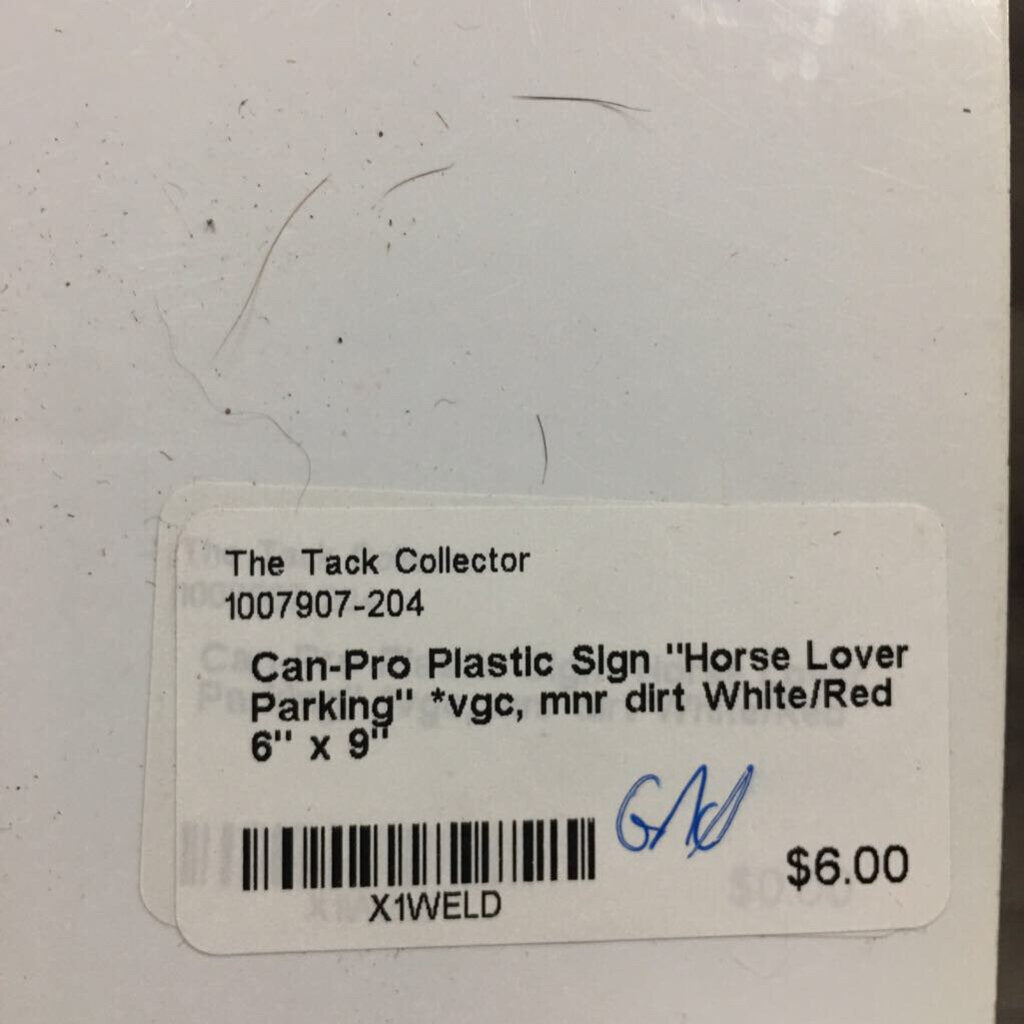 The Tack Collector
1007907-204
Can-Pro Plastic Sign "Horse Lover
Parking" *vgc, mnr dirt White/Red
6" x 9"
$6.00
X1WELD